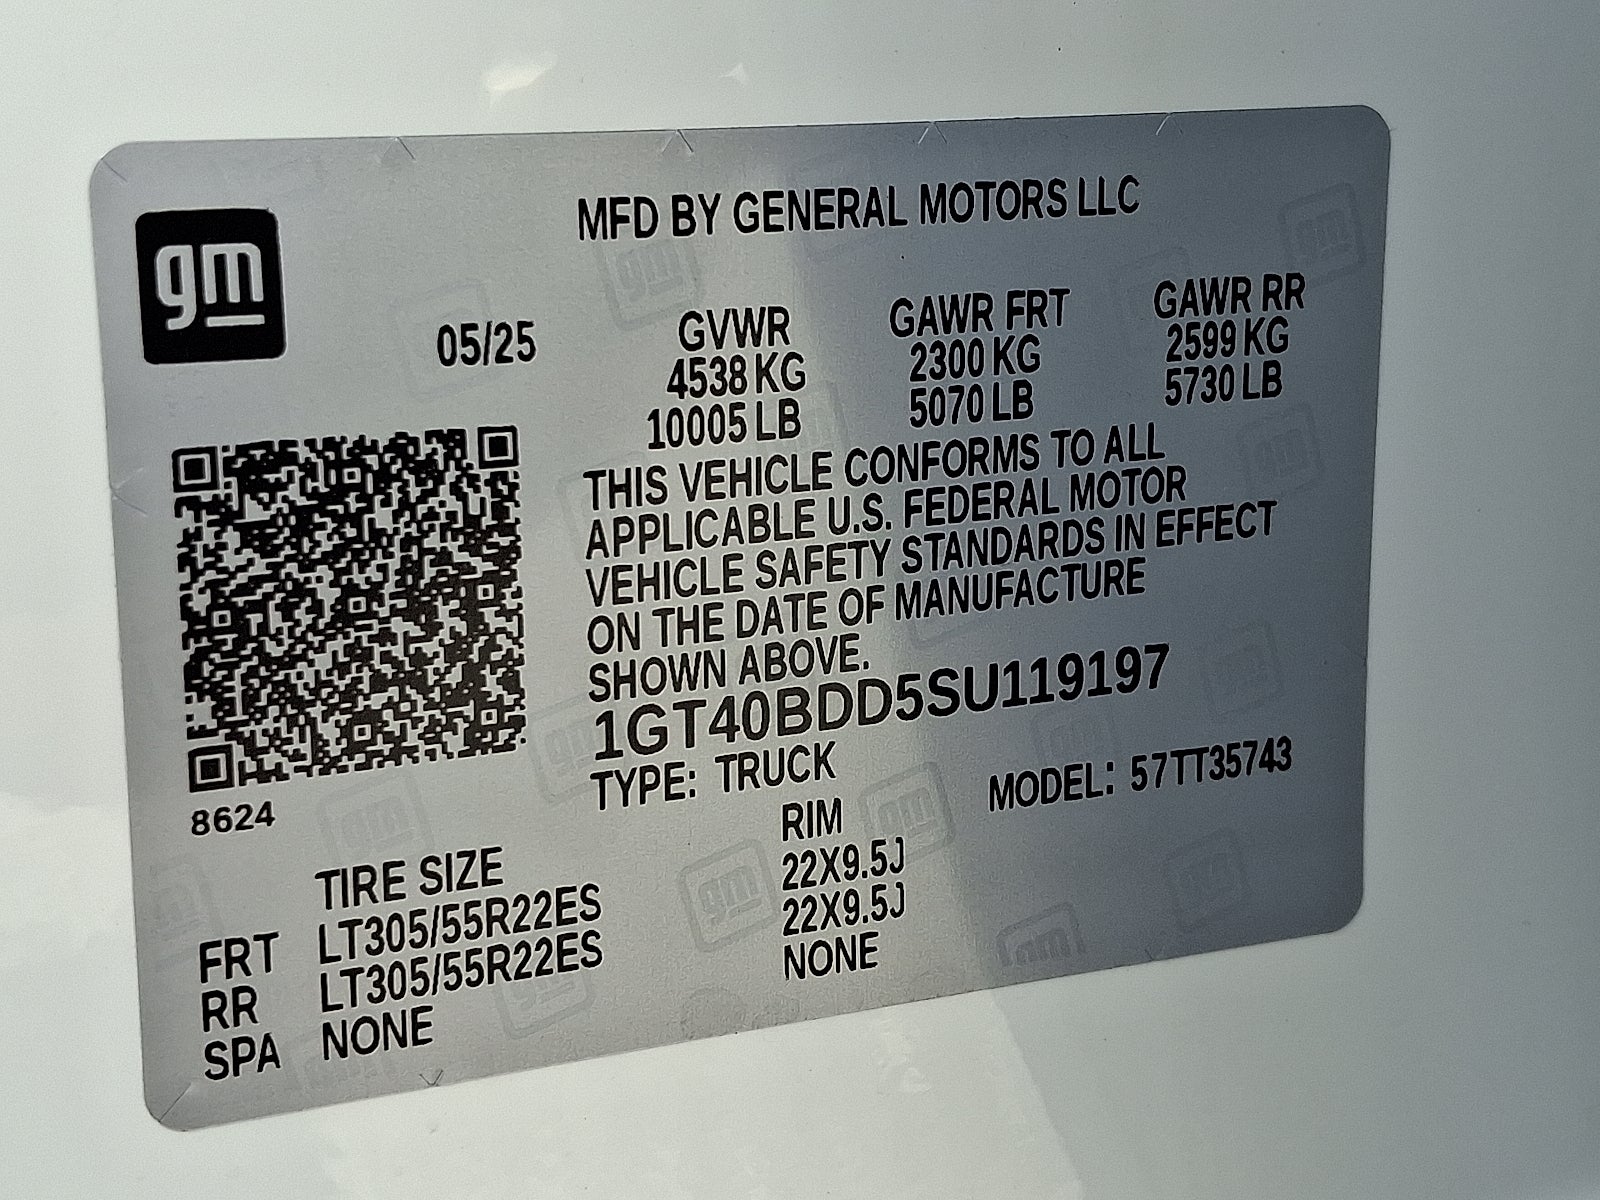 gm
MFD BY GENERAL MOTORS LLC
05/25
GVWR GAWR FRT GAWR RR
4538 KG 2300 KG 2599 KG
10005 LB 5070 LB 5730 LB
THIS VEHICLE CONFORMS TO ALL
APPLICABLE U.S. FEDERAL MOTOR
VEHICLE SAFETY STANDARDS IN EFFECT
ON THE DATE OF MANUFACTURE
SHOWN ABOVE.
1GT40BDD5SU119197
TYPE: TRUCK MODEL: 57TT35743
8624
TIRE SIZE RIM
FRT LT305/55R22ES 22X9.5J
RR LT305/55R22ES 22X9.5J
SPA NONE NONE